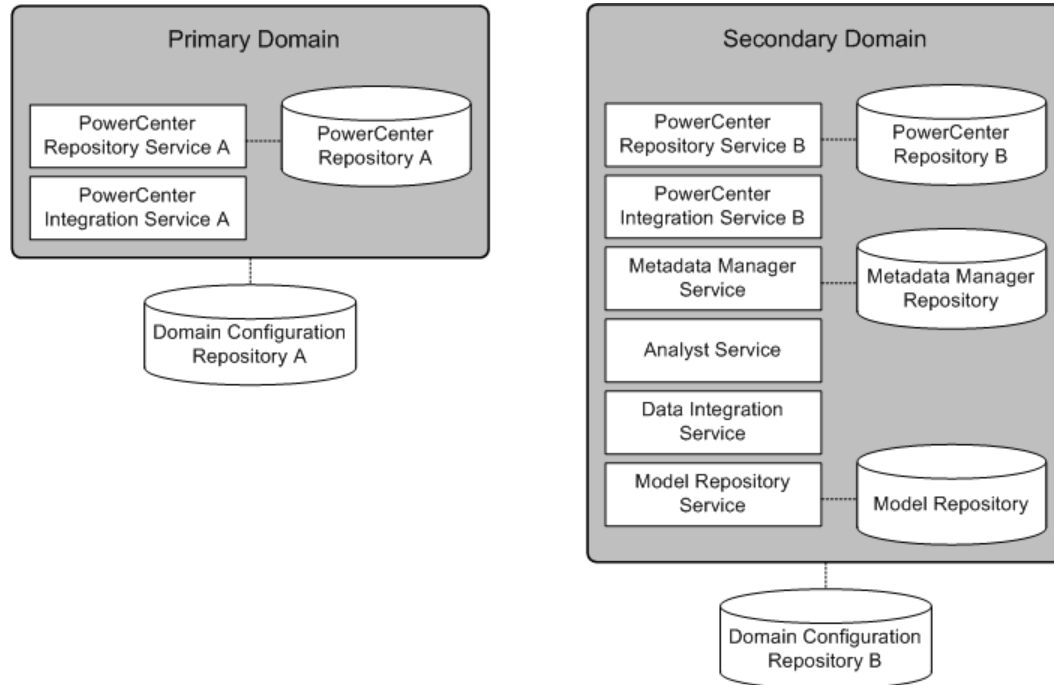 Primary Domain
PowerCenter
Repository Service A
PowerCenter
Repository A
PowerCenter
Integration Service A
Domain Configuration
Repository A
Secondary Domain
PowerCenter
Repository Service B
PowerCenter
Repository B
PowerCenter
Integration Service B
Metadata Manager
Service
Metadata Manager
Repository
Analyst Service
Data Integration
Service
Model Repository
Service
Model Repository
Domain Configuration
Repository B